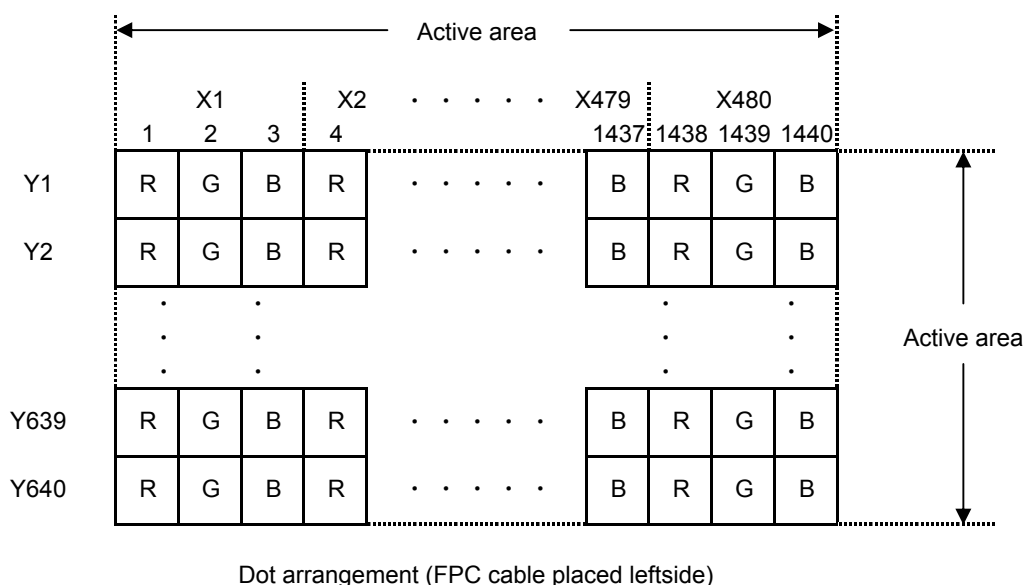 Active area
X1 X2 · · · · · X479 X480
1 2 3 4 1437 1438 1439 1440
Y1 R G B R · · · · · B R G B
Y2 R G B R · · · · · B R G B
· · · ·
· · · ·
Active area
· · · ·
Y639 R G B R · · · · · B R G B
Y640 R G B R · · · · · B R G B
Dot arrangement (FPC cable placed leftside)